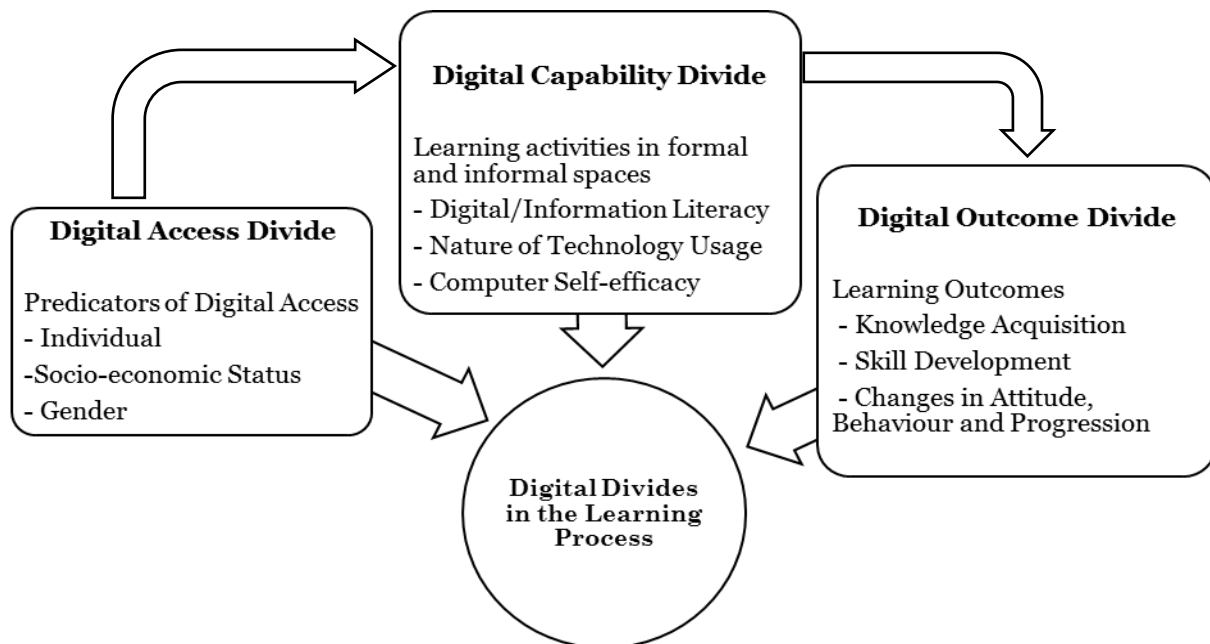 Digital Capability Divide
Learning activities in formal
and informal spaces
- Digital/Information Literacy
- Nature of Technology Usage
- Computer Self-efficacy
Digital Access Divide
Predicators of Digital Access
- Individual
-Socio-economic Status
- Gender
Digital Outcome Divide
Learning Outcomes
- Knowledge Acquisition
- Skill Development
- Changes in Attitude,
Behaviour and Progression
Digital Divides
in the Learning
Process